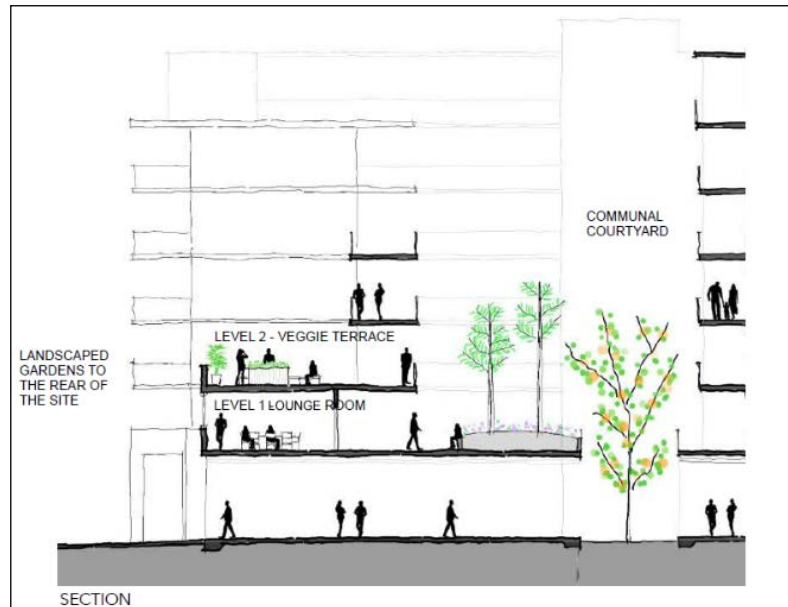 COMMUNAL
COURTYARD
LEVEL 2 - VEGGIE TERRACE
LANDSCAPED
GARDENS TO
THE REAR OF
THE SITE
LEVEL 1 LOUNGE ROOM
SECTION